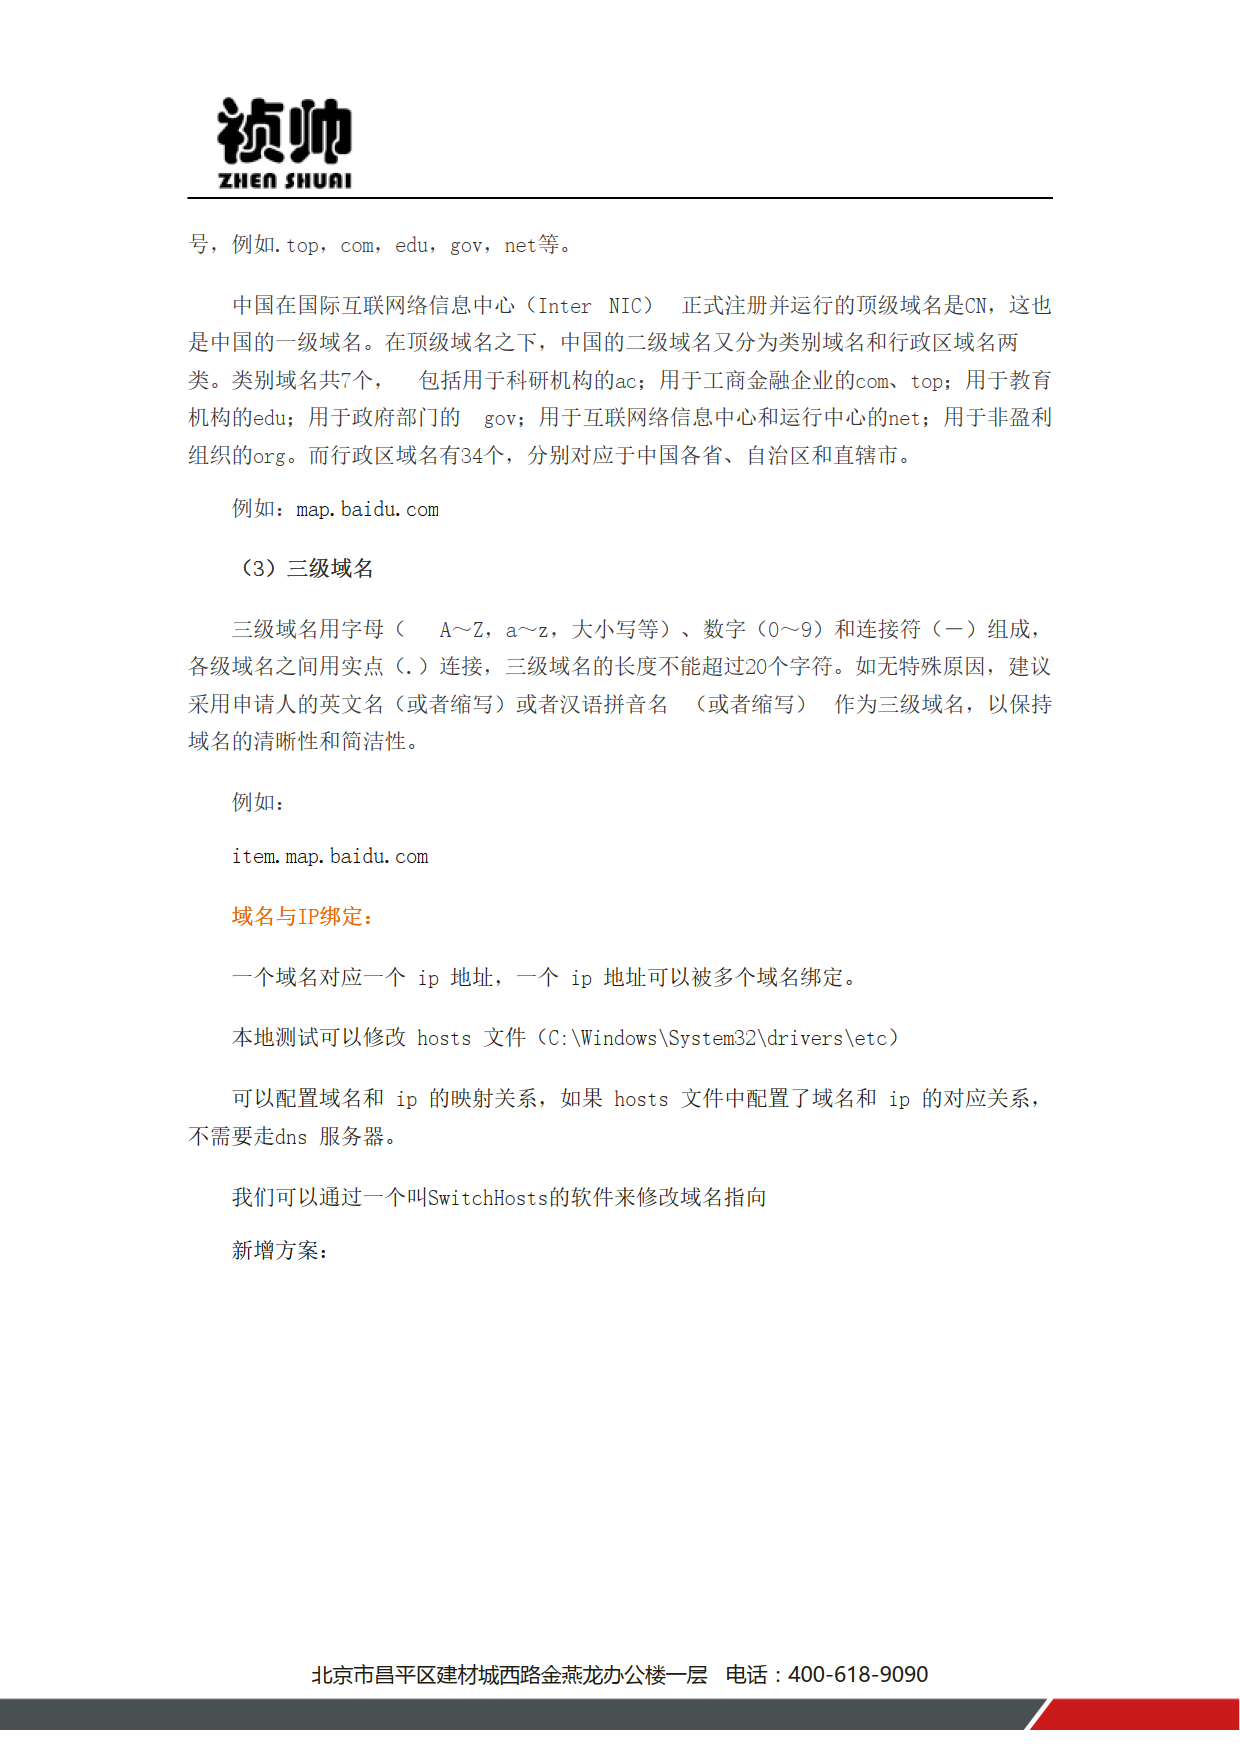 祯帅
ZHEN SHUAI
号，例如.top，com，edu，gov，net等。
中国在国际互联网络信息中心（Inter NIC） 正式注册并运行的顶级域名是CN，这也
是中国的一级域名。在顶级域名之下，中国的二级域名又分为类别域名和行政区域名两
类。类别域名共7个， 包括用于科研机构的ac；用于工商金融企业的com、top；用于教育
机构的edu；用于政府部门的 gov；用于互联网络信息中心和运行中心的net；用于非盈利
组织的org。而行政区域名有34个，分别对应于中国各省、自治区和直辖市。
例如：map.baidu.com
（3）三级域名
三级域名用字母（ A～Z，a～z，大小写等）、数字（0～9）和连接符（－）组成，
各级域名之间用实点（.）连接，三级域名的长度不能超过20个字符。如无特殊原因，建议
采用申请人的英文名（或者缩写）或者汉语拼音名 （或者缩写） 作为三级域名，以保持
域名的清晰性和简洁性。
例如：
item.map.baidu.com
域名与IP绑定：
一个域名对应一个 ip 地址，一个 ip 地址可以被多个域名绑定。
本地测试可以修改 hosts 文件（C:\Windows\System32\drivers\etc）
可以配置域名和 ip 的映射关系，如果 hosts 文件中配置了域名和 ip 的对应关系，
不需要走dns 服务器。
我们可以通过一个叫SwitchHosts的软件来修改域名指向
新增方案：
北京市昌平区建材城西路金燕龙办公楼一层 电话：400-618-9090